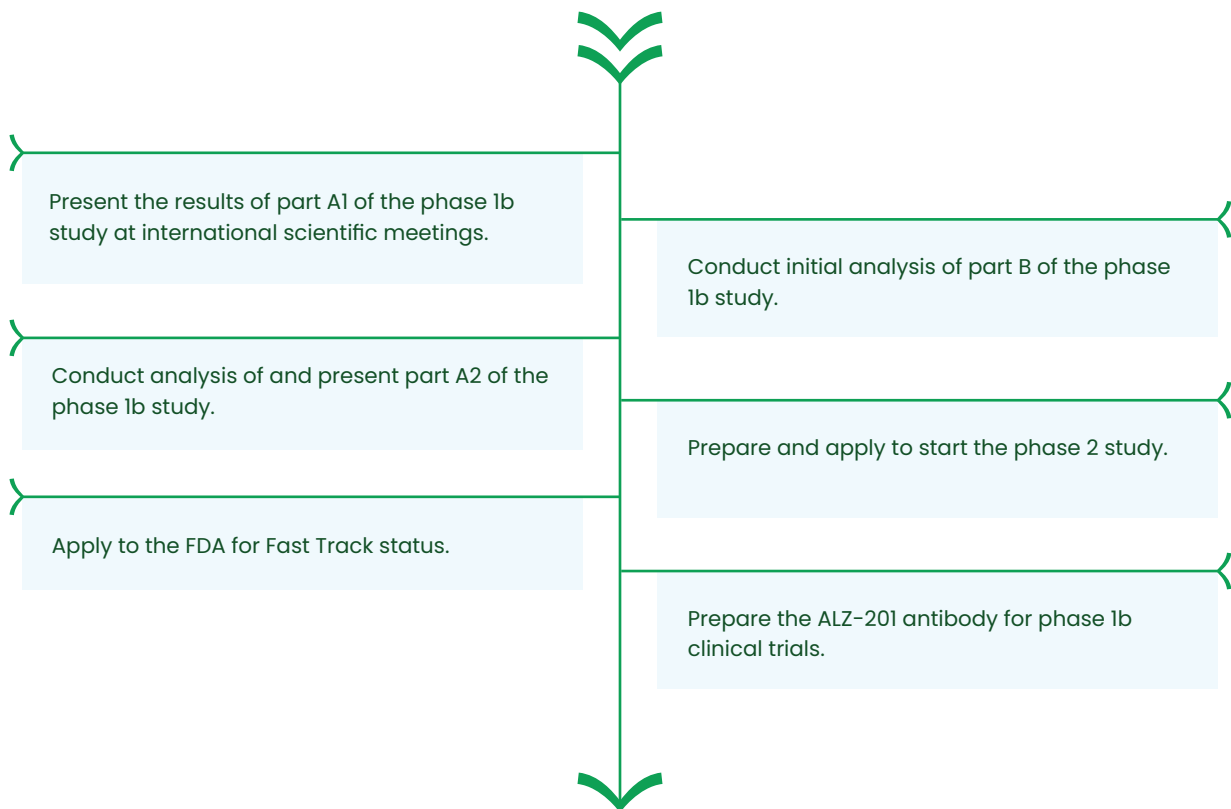 Present the results of part A1 of the phase 1b
study at international scientific meetings.
Conduct initial analysis of part B of the phase
1b study.
Conduct analysis of and present part A2 of the
phase 1b study.
Prepare and apply to start the phase 2 study.
Apply to the FDA for Fast Track status.
Prepare the ALZ-201 antibody for phase 1b
clinical trials.